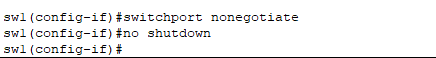 sw1(config-if)#switchport nonegotiate
sw1(config-if)#no shutdown
sw1(config-if)#